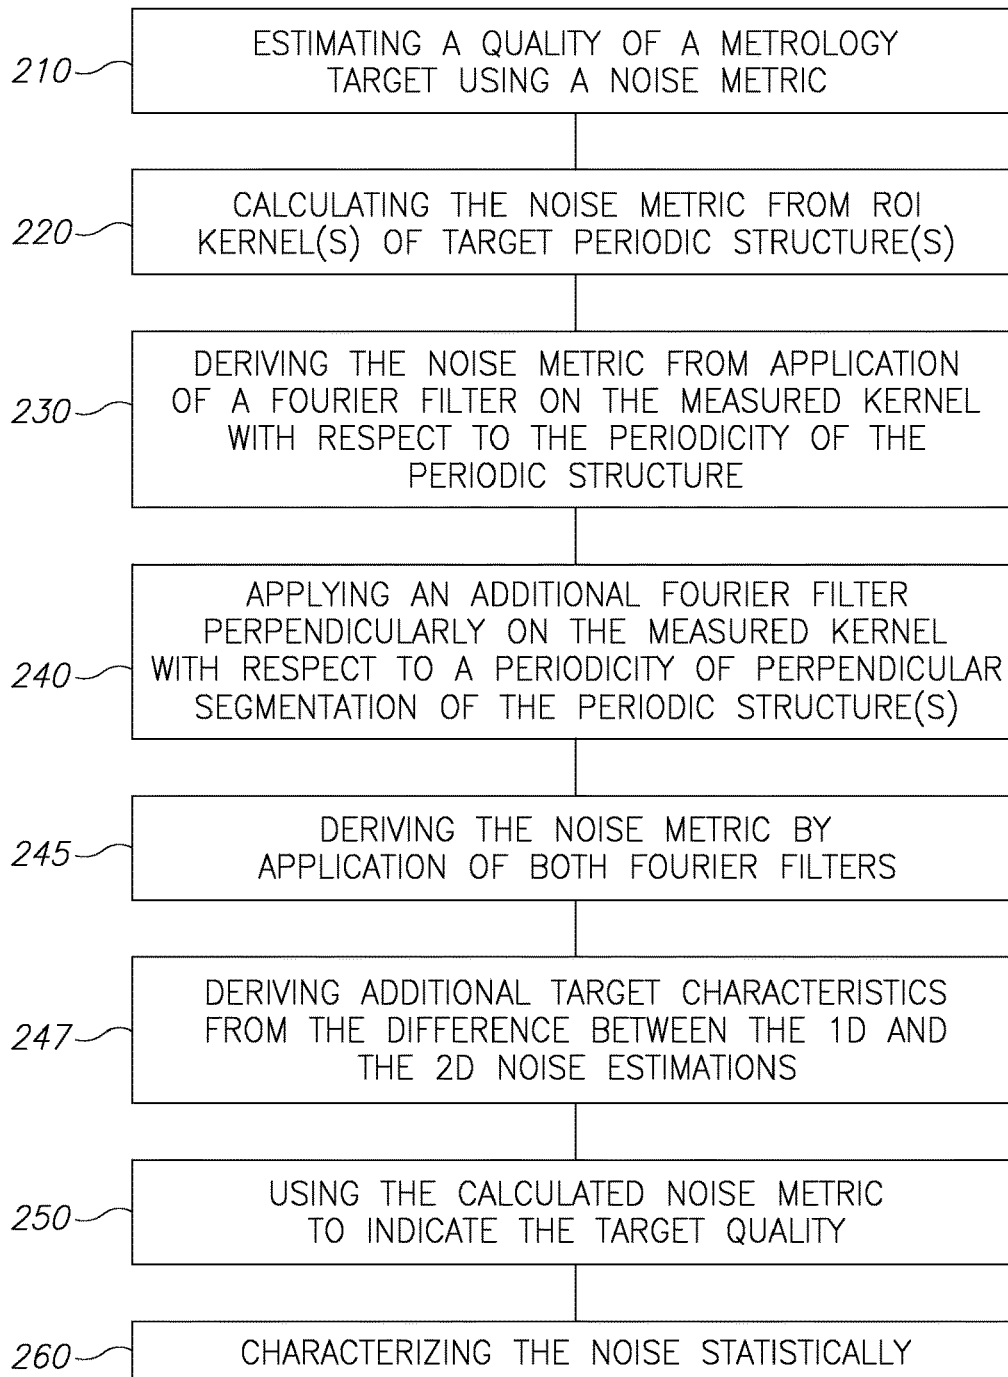 210
ESTIMATING A QUALITY OF A METROLOGY
TARGET USING A NOISE METRIC
220
CALCULATING THE NOISE METRIC FROM ROI
KERNEL(S) OF TARGET PERIODIC STRUCTURE(S)
230
DERIVING THE NOISE METRIC FROM APPLICATION
OF A FOURIER FILTER ON THE MEASURED KERNEL
WITH RESPECT TO THE PERIODICITY OF THE
PERIODIC STRUCTURE
240
APPLYING AN ADDITIONAL FOURIER FILTER
PERPENDICULARLY ON THE MEASURED KERNEL
WITH RESPECT TO A PERIODICITY OF PERPENDICULAR
SEGMENTATION OF THE PERIODIC STRUCTURE(S)
245
DERIVING THE NOISE METRIC BY
APPLICATION OF BOTH FOURIER FILTERS
247
DERIVING ADDITIONAL TARGET CHARACTERISTICS
FROM THE DIFFERENCE BETWEEN THE 1D AND
THE 2D NOISE ESTIMATIONS
250
USING THE CALCULATED NOISE METRIC
TO INDICATE THE TARGET QUALITY
260
CHARACTERIZING THE NOISE STATISTICALLY